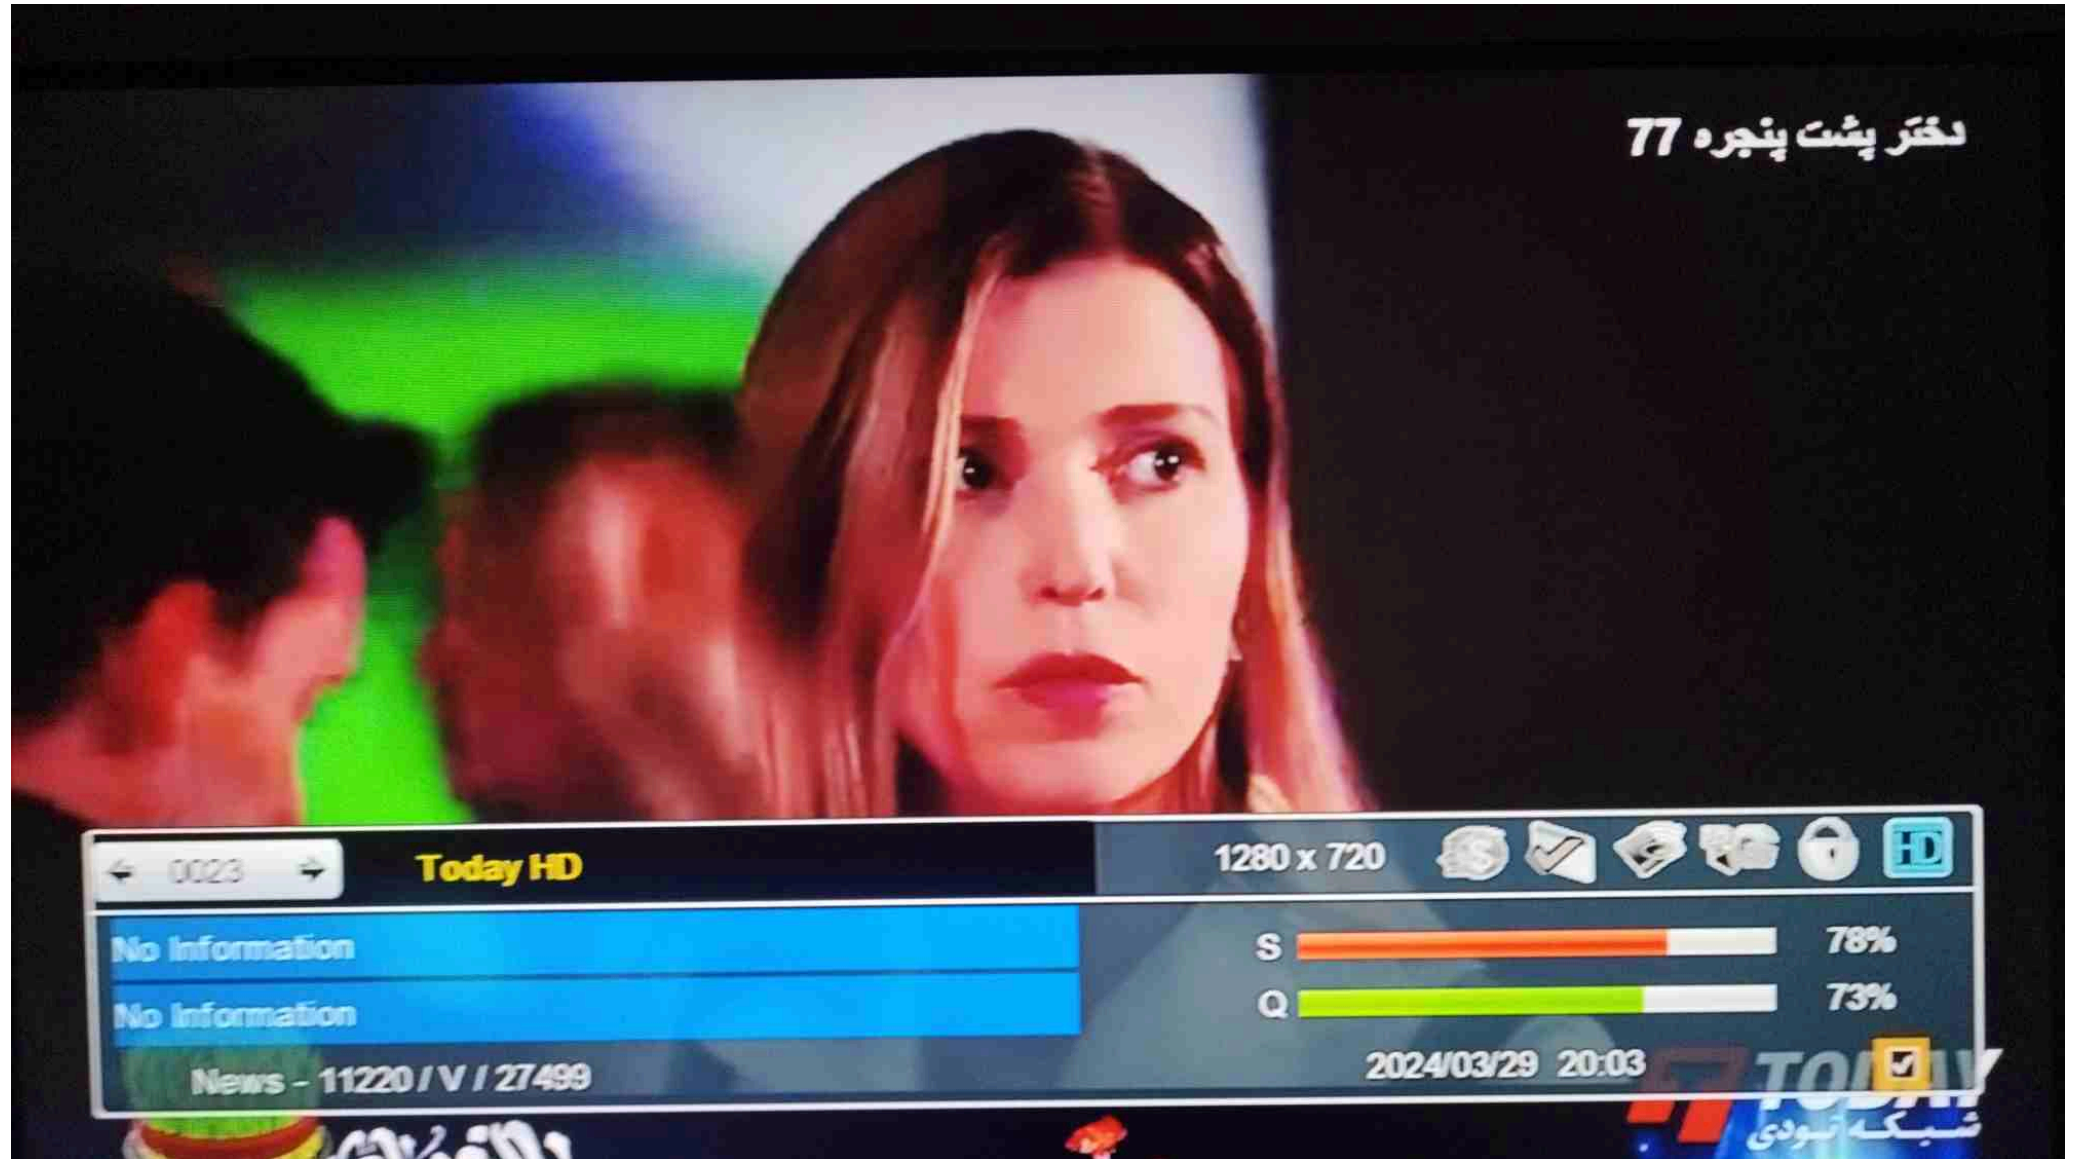 دختر پشت پنجره 77
0023 Today HD 1280 x 720 HD
No Information
S 78%
No Information
Q 73%
News - 11220 / V / 27499
2024/03/29 20:03
TODAY
شبکه تودی